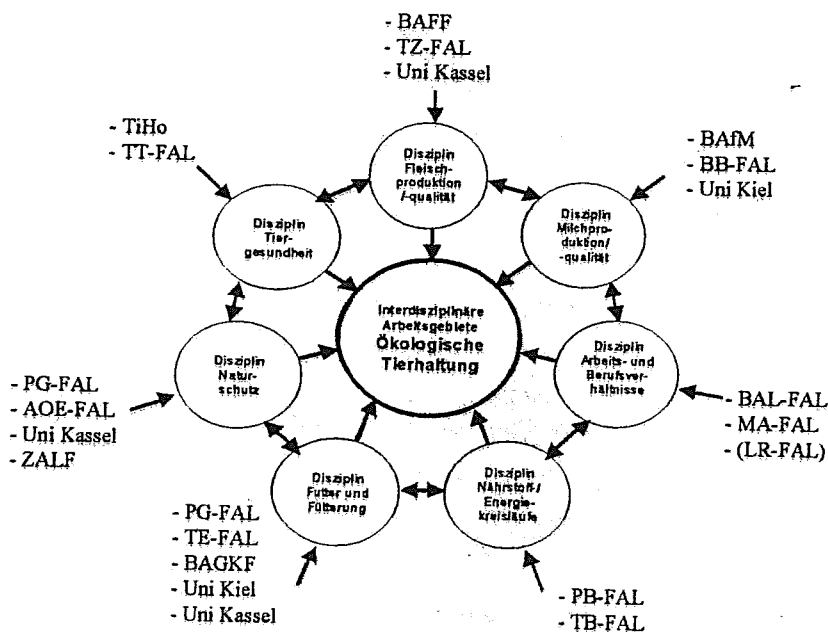 - BAFF
- TZ-FAL
- Uni Kassel
- TiHo
- TT-FAL
- BAfM
- BB-FAL
- Uni Kiel
Disziplin
Fleisch-
produktion
/-qualität
Disziplin
Tier-
gesundheit
Disziplin
Milchpro-
duktion/
-qualität
Interdisziplinäre
Arbeitsgebiete
Ökologische
Tierhaltung
Disziplin
Natur-
schutz
Disziplin
Arbeits- und
Berufsver-
hältnisse
- PG-FAL
- AOE-FAL
- Uni Kassel
- ZALF
- BAL-FAL
- MA-FAL
- (LR-FAL)
Disziplin
Futter und
Fütterung
Disziplin
Nährstoff-/
Energie-
kreisläufe
- PG-FAL
- TE-FAL
- BAGKF
- Uni Kiel
- Uni Kassel
- PB-FAL
- TB-FAL